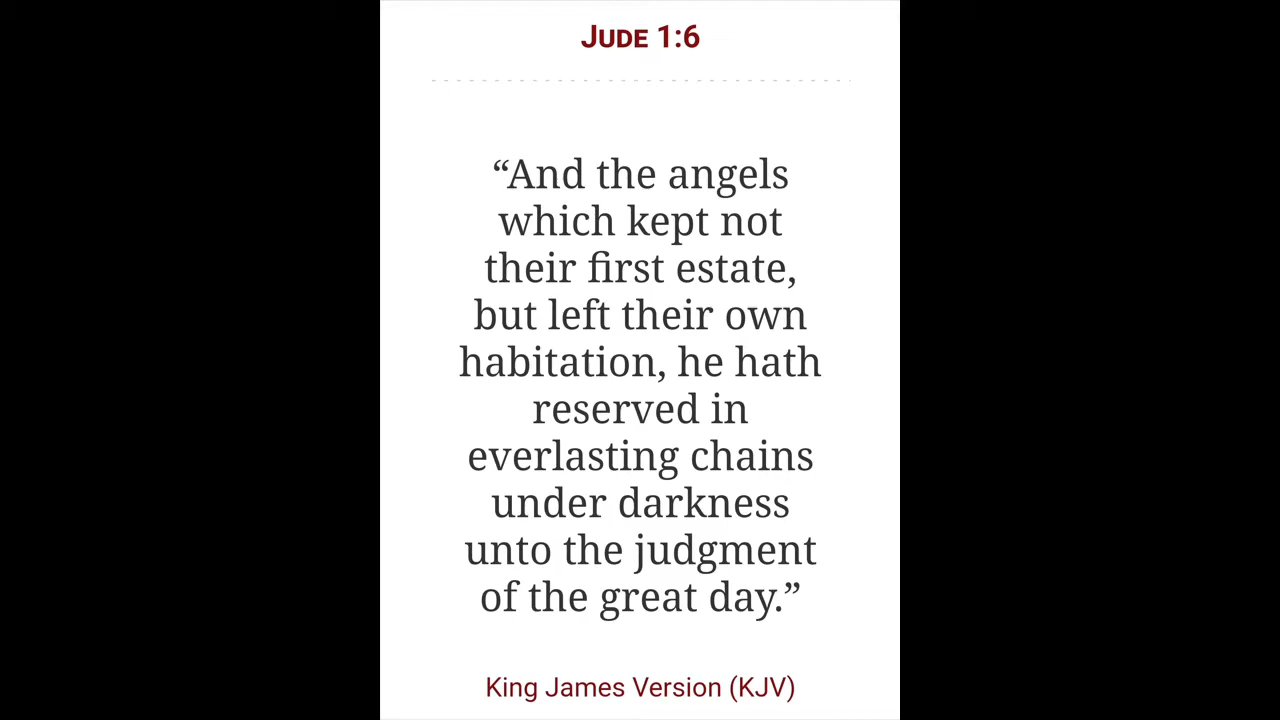 Jude 1:6
“And the angels
which kept not
their first estate,
but left their own
habitation, he hath
reserved in
everlasting chains
under darkness
unto the judgment
of the great day.”
King James Version (KJV)